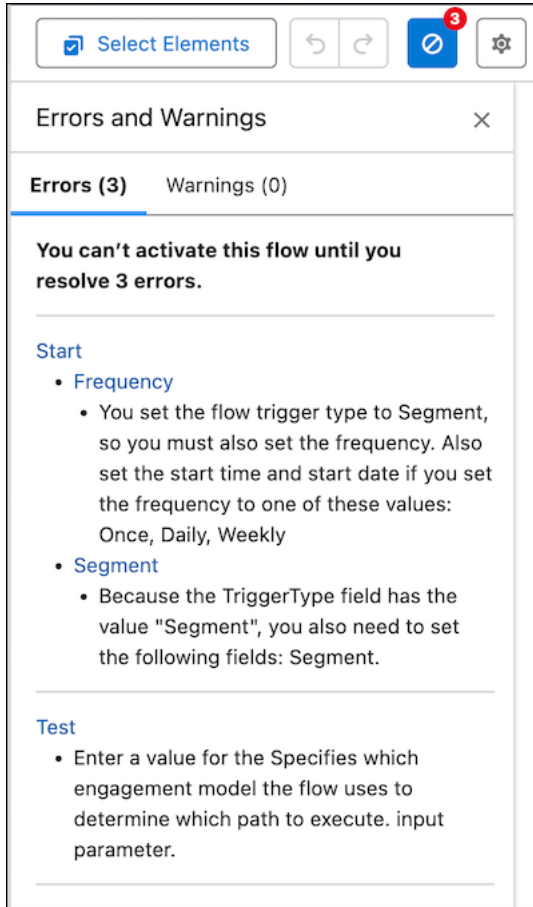 Select Elements
3
Errors and Warnings
Errors (3) Warnings (0)
You can’t activate this flow until you
resolve 3 errors.
Start
• Frequency
• You set the flow trigger type to Segment,
so you must also set the frequency. Also
set the start time and start date if you set
the frequency to one of these values:
Once, Daily, Weekly
• Segment
• Because the TriggerType field has the
value "Segment", you also need to set
the following fields: Segment.
Test
• Enter a value for the Specifies which
engagement model the flow uses to
determine which path to execute. input
parameter.